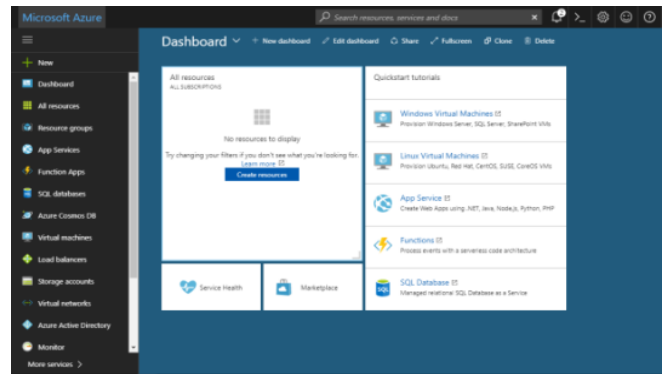 Microsoft Azure
Search resources, services and docs
New
Dashboard
All resources
Resource groups
App Services
Function Apps
SQL databases
Azure Cosmos DB
Virtual machines
Load balancers
Storage accounts
Virtual networks
Azure Active Directory
Monitor
More services
Dashboard
New dashboard
Edit dashboard
Share
Fullscreen
Clone
Delete
All resources
ALL SUBSCRIPTIONS
No resources to display
Try changing your filters if you don't see what you're looking for.
Learn more
Create resources
Service Health
Marketplace
Quickstart tutorials
Windows Virtual Machines
Provision Windows Server, SQL Server, SharePoint VMs
Linux Virtual Machines
Provision Ubuntu, Red Hat, CentOS, SUSE, CoreOS VMs
App Service
Create Web Apps using .NET, Java, Node.js, Python, PHP
Functions
Process events with a serverless code architecture
SQL
SQL Database
Managed relational SQL Database as a Service